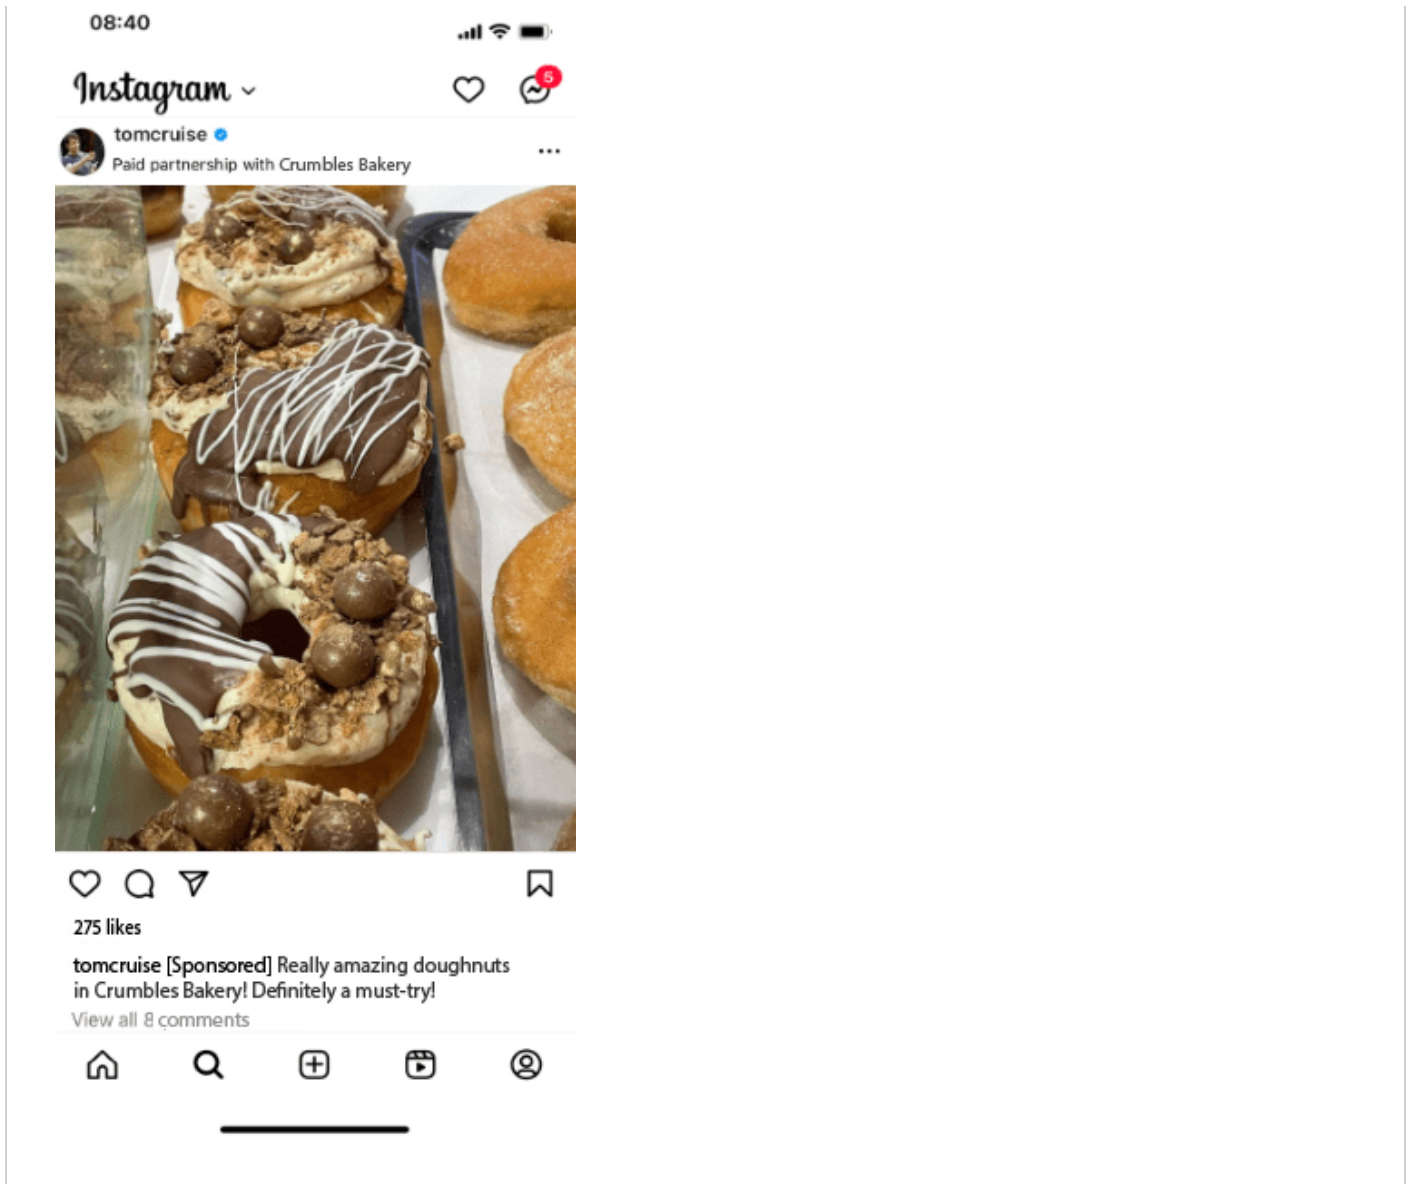 08:40
Instagram
5
tomcruise
Paid partnership with Crumbles Bakery
275 likes
tomcruise [Sponsored] Really amazing doughnuts
in Crumbles Bakery! Definitely a must-try!
View all 8 comments